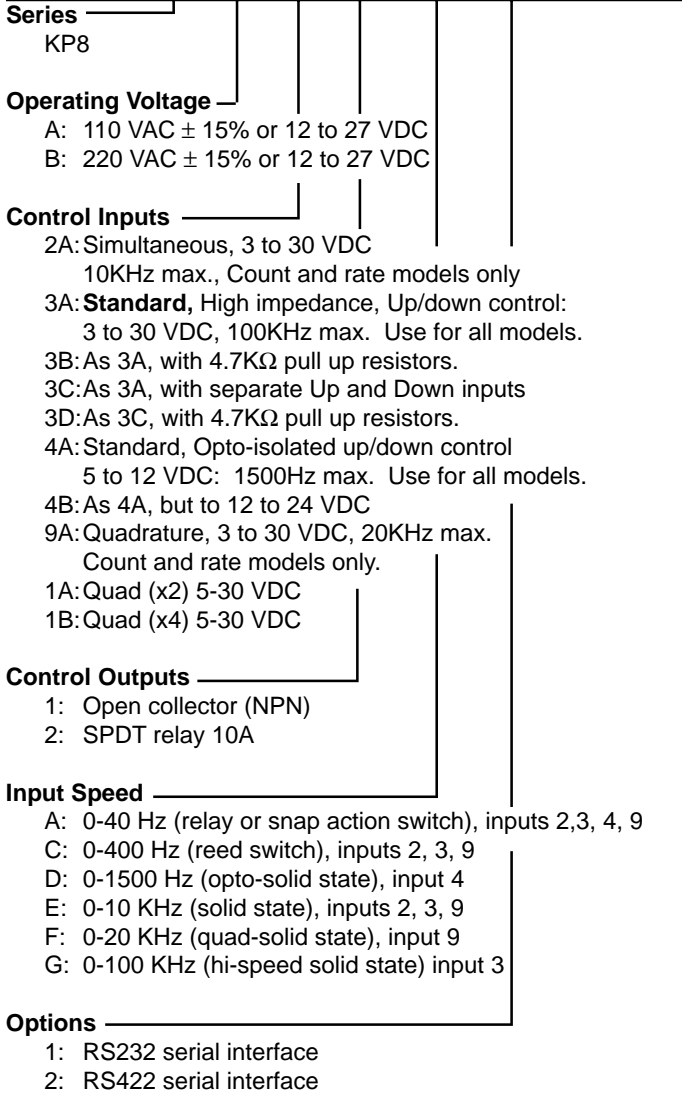 Series
KP8
Operating Voltage
A: 110 VAC ± 15% or 12 to 27 VDC
B: 220 VAC ± 15% or 12 to 27 VDC
Control Inputs
2A: Simultaneous, 3 to 30 VDC
10KHz max., Count and rate models only
3A: Standard, High impedance, Up/down control:
3 to 30 VDC, 100KHz max. Use for all models.
3B: As 3A, with 4.7KΩ pull up resistors.
3C: As 3A, with separate Up and Down inputs
3D: As 3C, with 4.7KΩ pull up resistors.
4A: Standard, Opto-isolated up/down control
5 to 12 VDC: 1500Hz max. Use for all models.
4B: As 4A, but to 12 to 24 VDC
9A: Quadrature, 3 to 30 VDC, 20KHz max.
Count and rate models only.
1A: Quad (x2) 5-30 VDC
1B: Quad (x4) 5-30 VDC
Control Outputs
1: Open collector (NPN)
2: SPDT relay 10A
Input Speed
A: 0-40 Hz (relay or snap action switch), inputs 2,3, 4, 9
C: 0-400 Hz (reed switch), inputs 2, 3, 9
D: 0-1500 Hz (opto-solid state), input 4
E: 0-10 KHz (solid state), inputs 2, 3, 9
F: 0-20 KHz (quad-solid state), input 9
G: 0-100 KHz (hi-speed solid state) input 3
Options
1: RS232 serial interface
2: RS422 serial interface